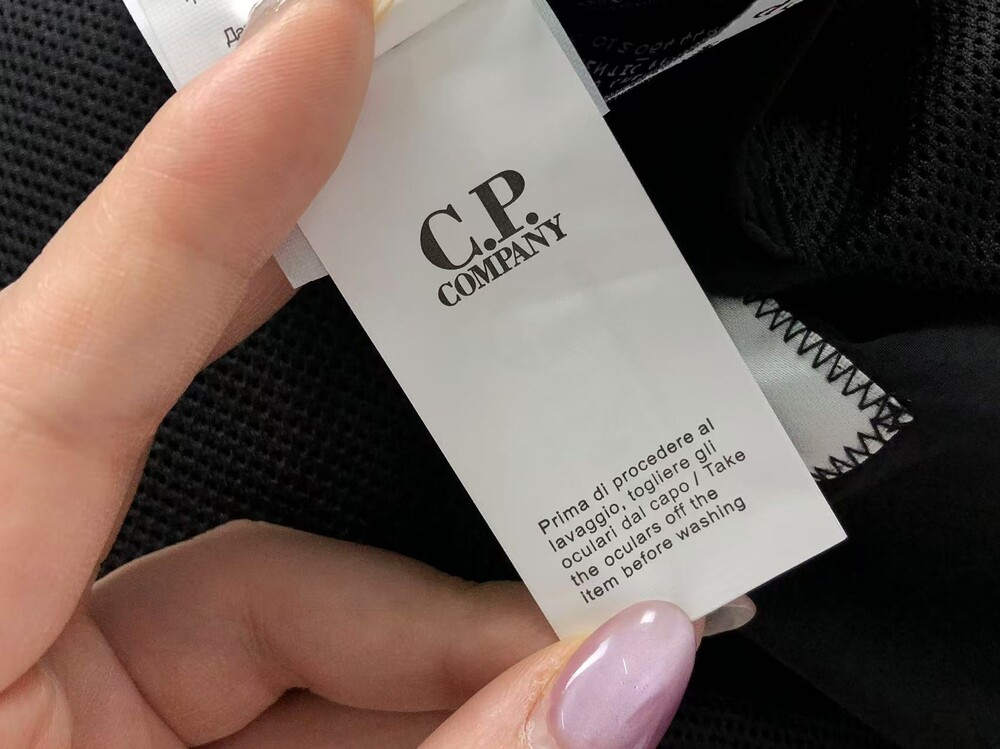 C.P.
COMPANY
Prima di procedere al
lavaggio, togliere gli
oculari dal capo / Take
the oculars off the
item before washing